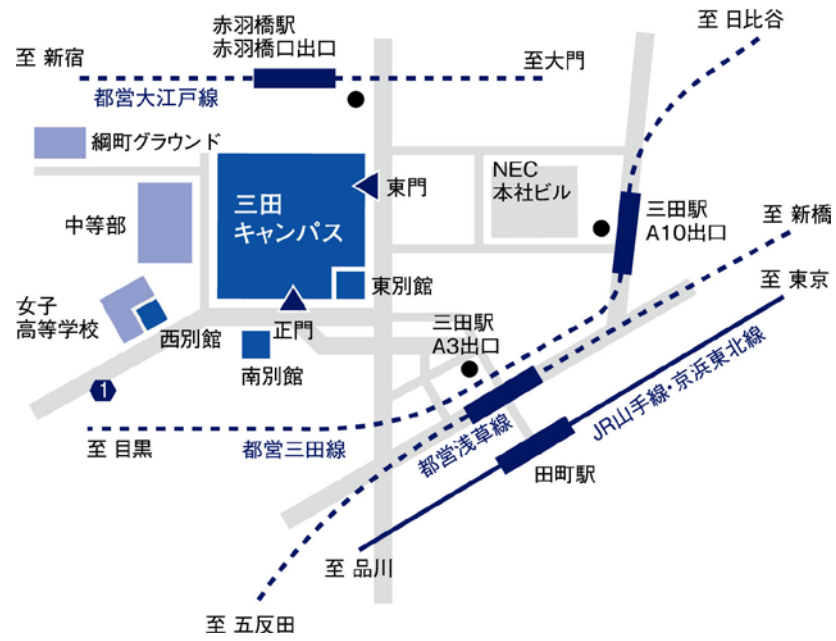 赤羽橋駅
赤羽橋口出口
至 日比谷
至 新宿
至大門
都営大江戸線
綱町グラウンド
NEC
本社ビル
東門
三田
キャンパス
中等部
三田駅
A10出口
至 新橋
至 東京
東別館
女子
高等学校
西別館
正門
三田駅
A3出口
南別館
1
JR山手線・京浜東北線
至 目黒
都営三田線
都営浅草線
田町駅
至 品川
至 五反田